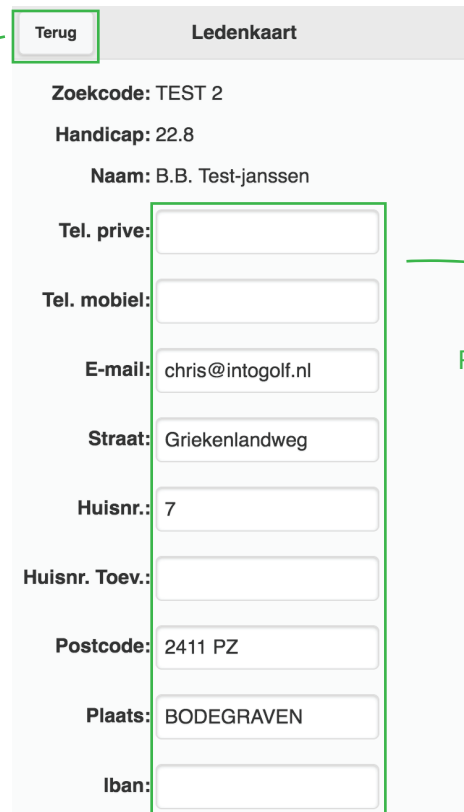 Terug Ledenkaart
Zoekcode: TEST 2
Handicap: 22.8
Naam: B.B. Test-janssen
Tel. prive:
Tel. mobiel:
E-mail: chris@intogolf.nl
Straat: Griekenlandweg
Huisnr.: 7
Huisnr. Toev.:
Postcode: 2411 PZ
Plaats: BODEGRAVEN
Iban: